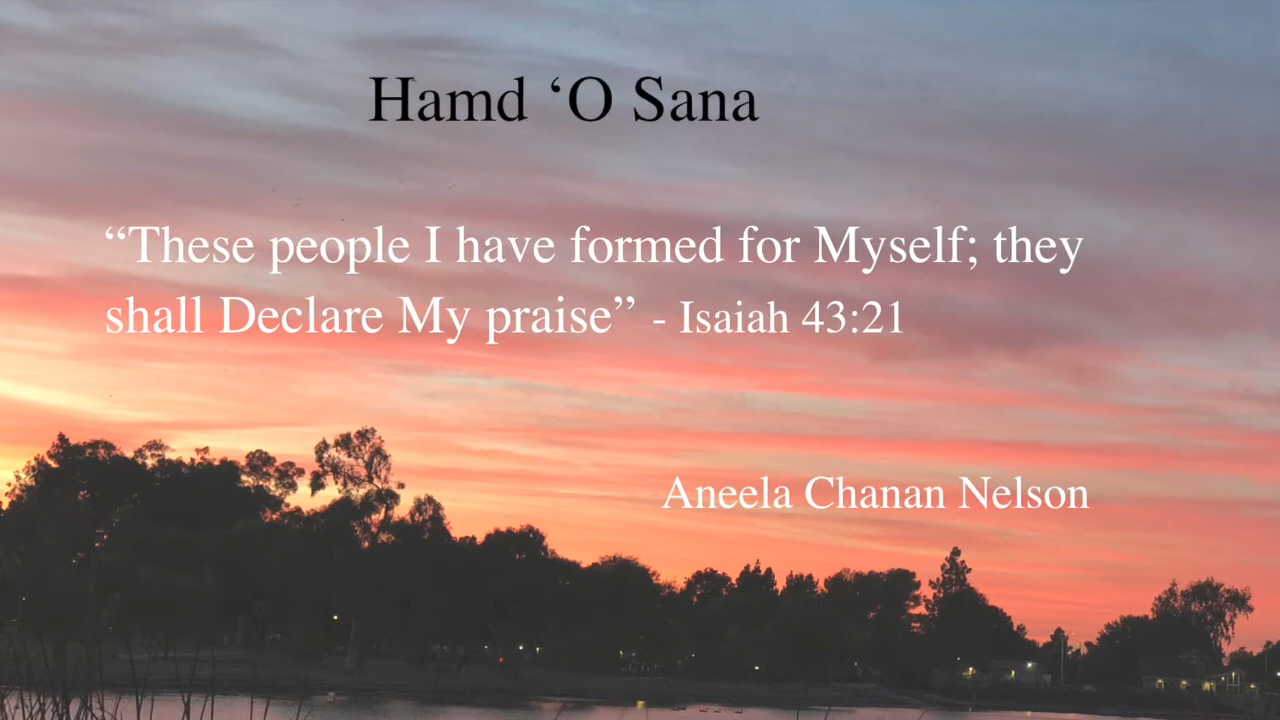 Hamd ‘O Sana
“These people I have formed for Myself; they
shall Declare My praise” - Isaiah 43:21
Aneela Chanan Nelson